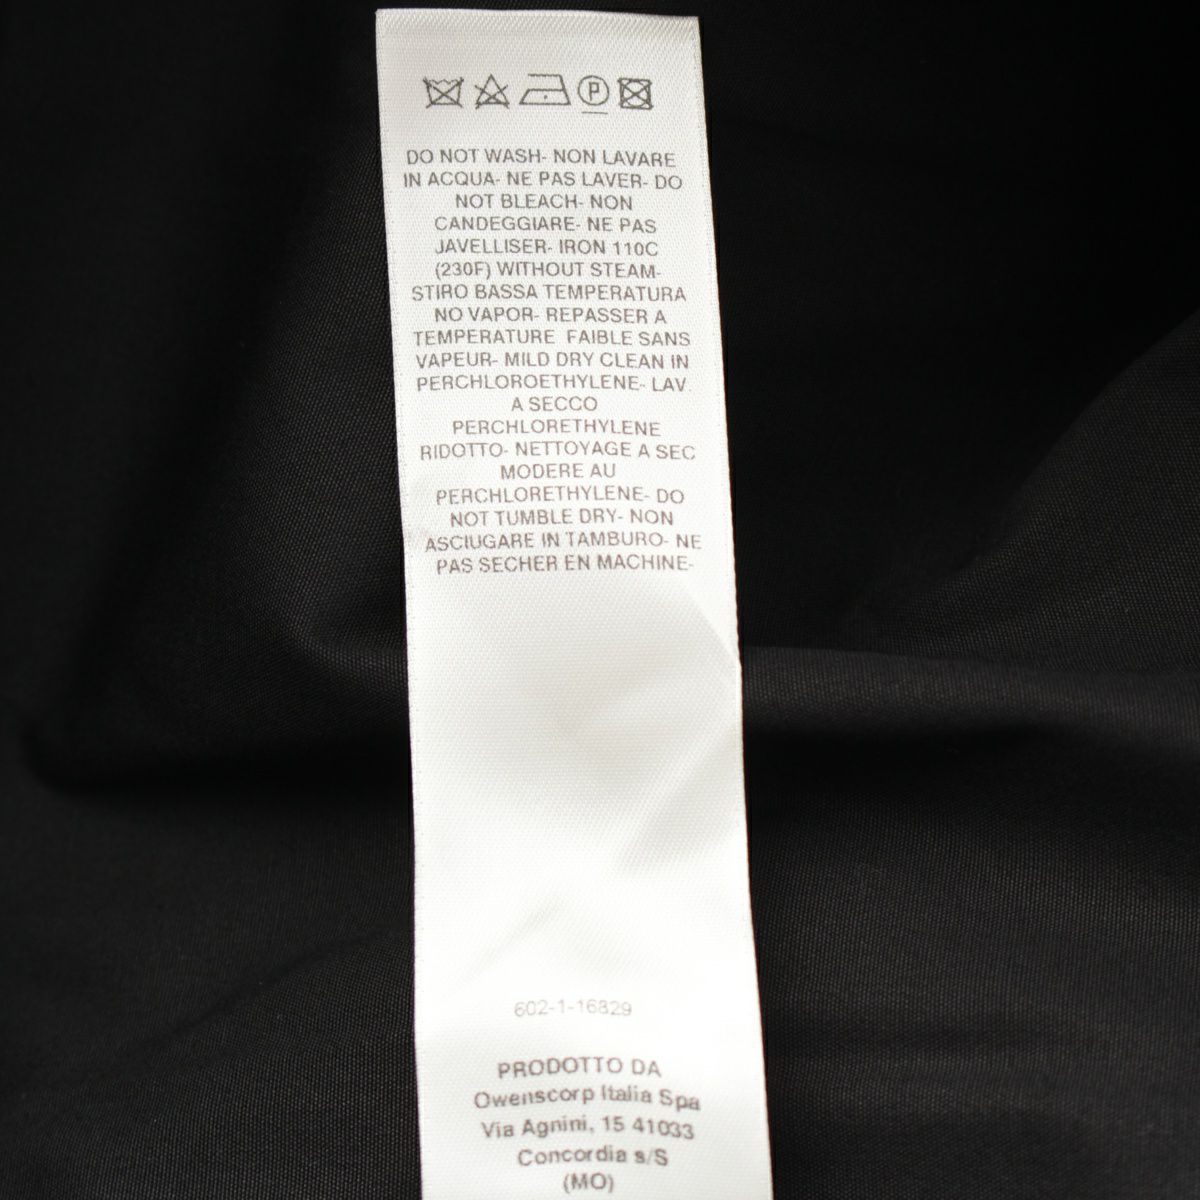 P
DO NOT WASH- NON LAVARE
IN ACQUA- NE PAS LAVER- DO
NOT BLEACH- NON
CANDEGGIARE- NE PAS
JAVELLISER- IRON 110C
(230F) WITHOUT STEAM-
STIRO BASSA TEMPERATURA
NO VAPOR- REPASSER A
TEMPERATURE FAIBLE SANS
VAPEUR- MILD DRY CLEAN IN
PERCHLOROETHYLENE- LAV.
A SECCO
PERCHLORETHYLENE
RIDOTTO- NETTOYAGE A SEC
MODERE AU
PERCHLORETHYLENE- DO
NOT TUMBLE DRY- NON
ASCIUGARE IN TAMBURO- NE
PAS SECHER EN MACHINE-
602-1-16829
PRODOTTO DA
Owenscorp Italia Spa
Via Agnini, 15 41033
Concordia s/S
(MO)